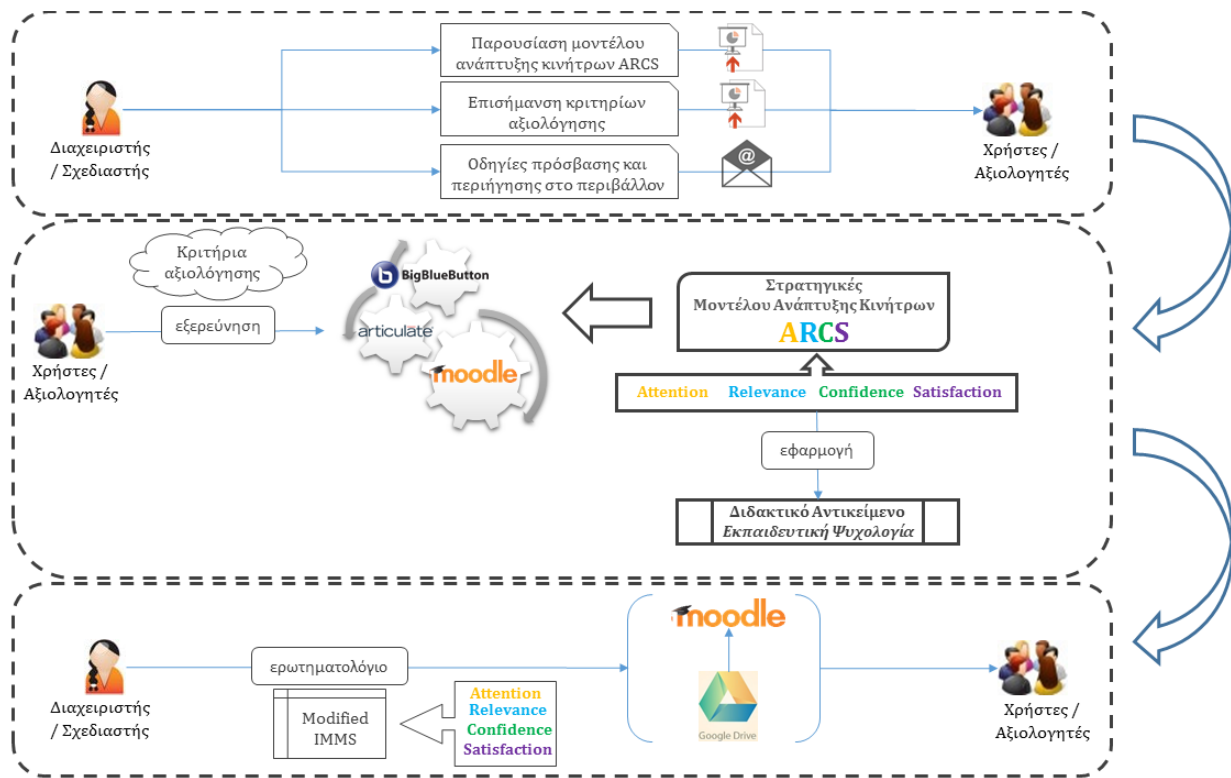 Παρουσίαση μοντέλου
ανάπτυξης κινήτρων ARCS
Επισήμανση κριτηρίων
αξιολόγησης
Οδηγίες πρόσβασης και
περιήγησης στο περιβάλλον
@
Διαχειριστής
/ Σχεδιαστής
Χρήστες /
Αξιολογητές
Κριτήρια
αξιολόγησης
εξερεύνηση
Χρήστες /
Αξιολογητές
b BigBlueButton
articulate
moodle
Στρατηγικές
Μοντέλου Ανάπτυξης Κινήτρων
ARCS
Attention Relevance Confidence Satisfaction
εφαρμογή
Διδακτικό Αντικείμενο
Εκπαιδευτική Ψυχολογία
Διαχειριστής
/ Σχεδιαστής
ερωτηματολόγιο
Modified
IMMS
Attention
Relevance
Confidence
Satisfaction
moodle
Google Drive
Χρήστες /
Αξιολογητές